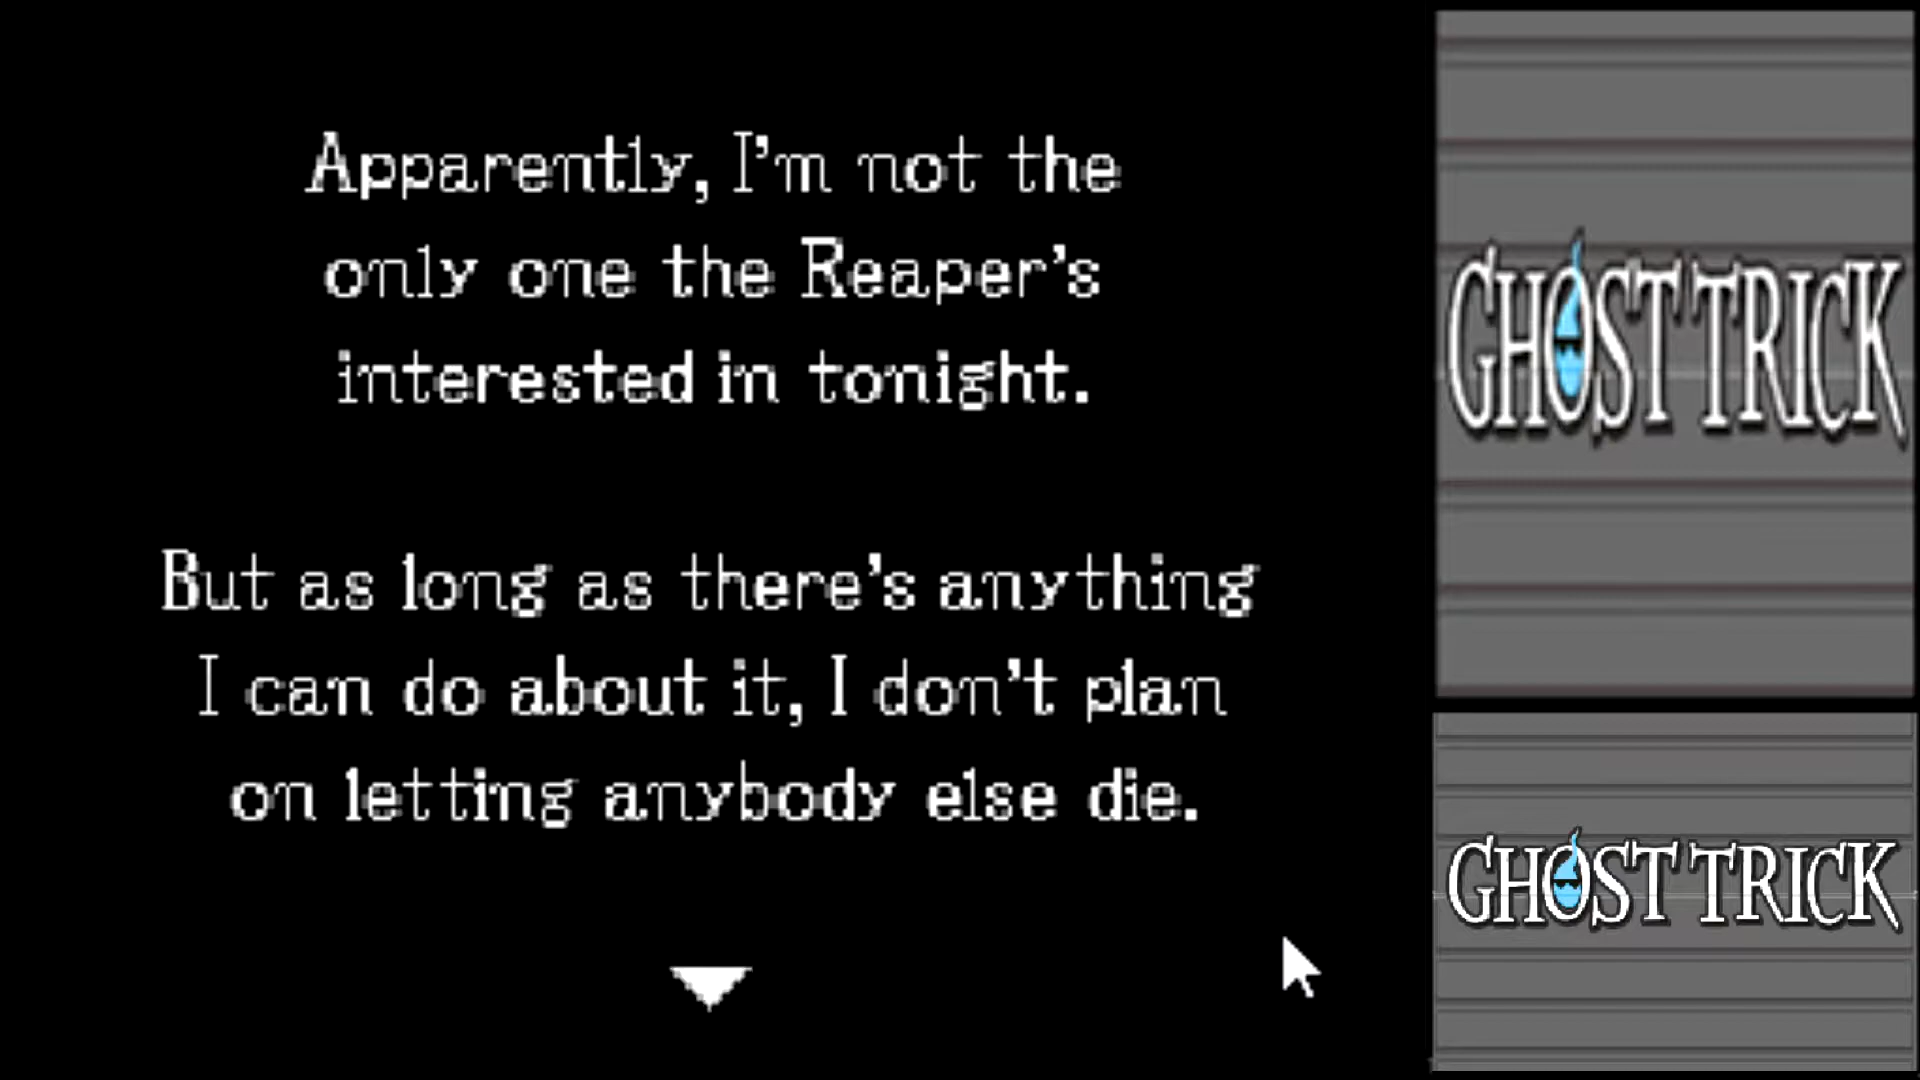 Apparently, I'm not the
only one the Reaper's
interested in tonight.
But as long as there's anything
I can do about it, I don't plan
on letting anybody else die.
GHOST TRICK
GHOST TRICK